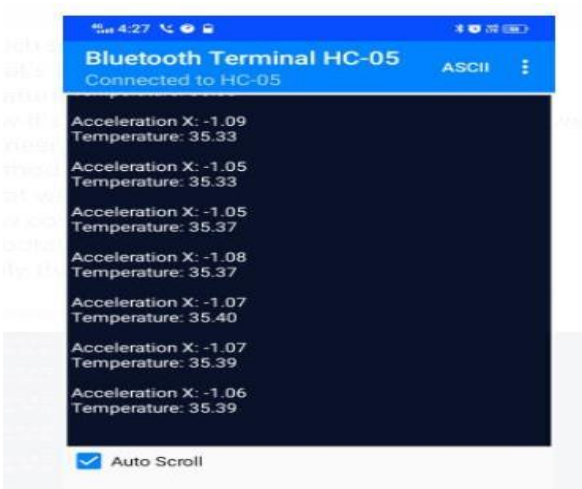 4:27
Bluetooth Terminal HC-05
Connected to HC-05
ASCII
Acceleration X: -1.09
Temperature: 35.33
Acceleration X: -1.05
Temperature: 35.33
Acceleration X: -1.05
Temperature: 35.37
Acceleration X: -1.08
Temperature: 35.37
Acceleration X: -1.07
Temperature: 35.40
Acceleration X: -1.07
Temperature: 35.39
Acceleration X: -1.06
Temperature: 35.39
Auto Scroll